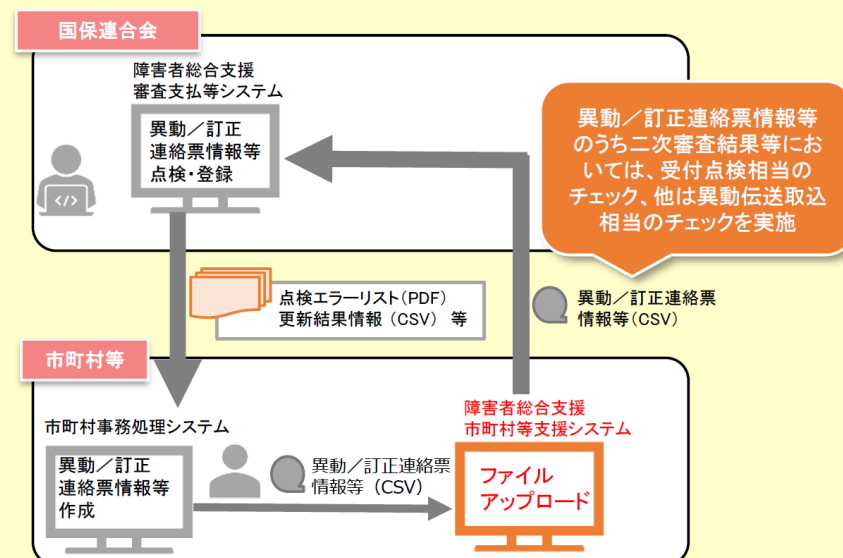 国保連合会
障害者総合支援
審査支払等システム
異動／訂正
連絡票情報等
点検・登録
</>
異動／訂正連絡票情報等
のうち二次審査結果等にお
いては、受付点検相当の
チェック、他は異動伝送取込
相当のチェックを実施
点検エラーリスト（PDF）
更新結果情報（CSV）等
異動／訂正連絡票
情報等（CSV）
市町村等
市町村事務処理システム
異動／訂正
連絡票情報等
作成
異動／訂正連絡票
情報等（CSV）
障害者総合支援
市町村等支援システム
ファイル
アップロード